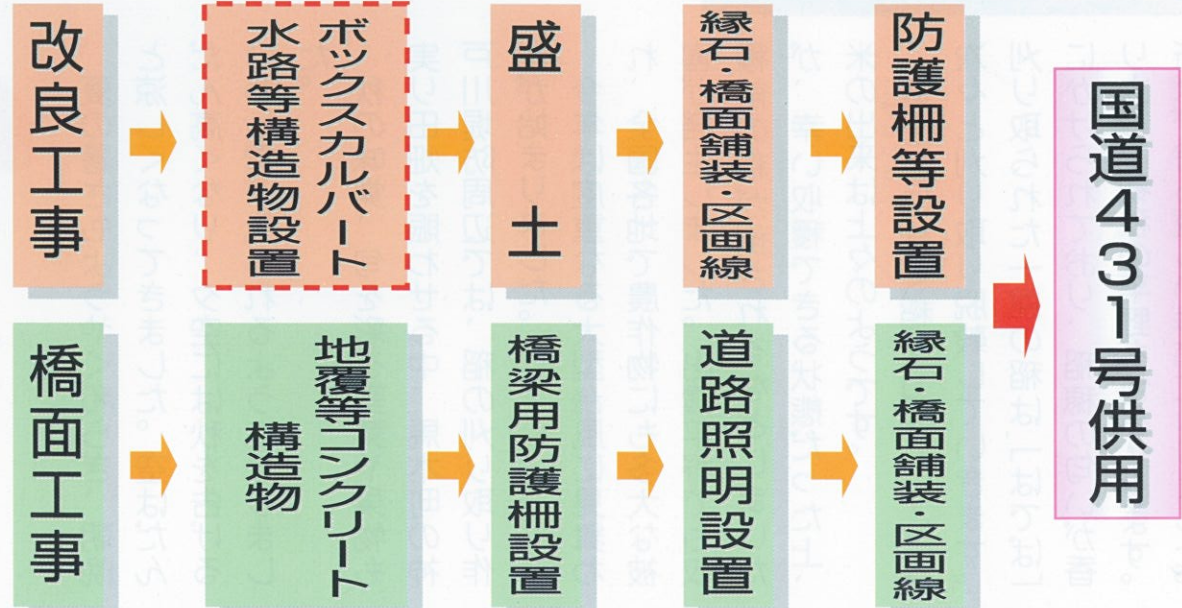 改良工事
ボックスカルバート
水路等構造物設置
盛土
縁石・橋面舗装・区画線
防護柵等設置
橋面工事
地覆等コンクリート
構造物
橋梁用防護柵設置
道路照明設置
縁石・橋面舗装・区画線
国道431号供用